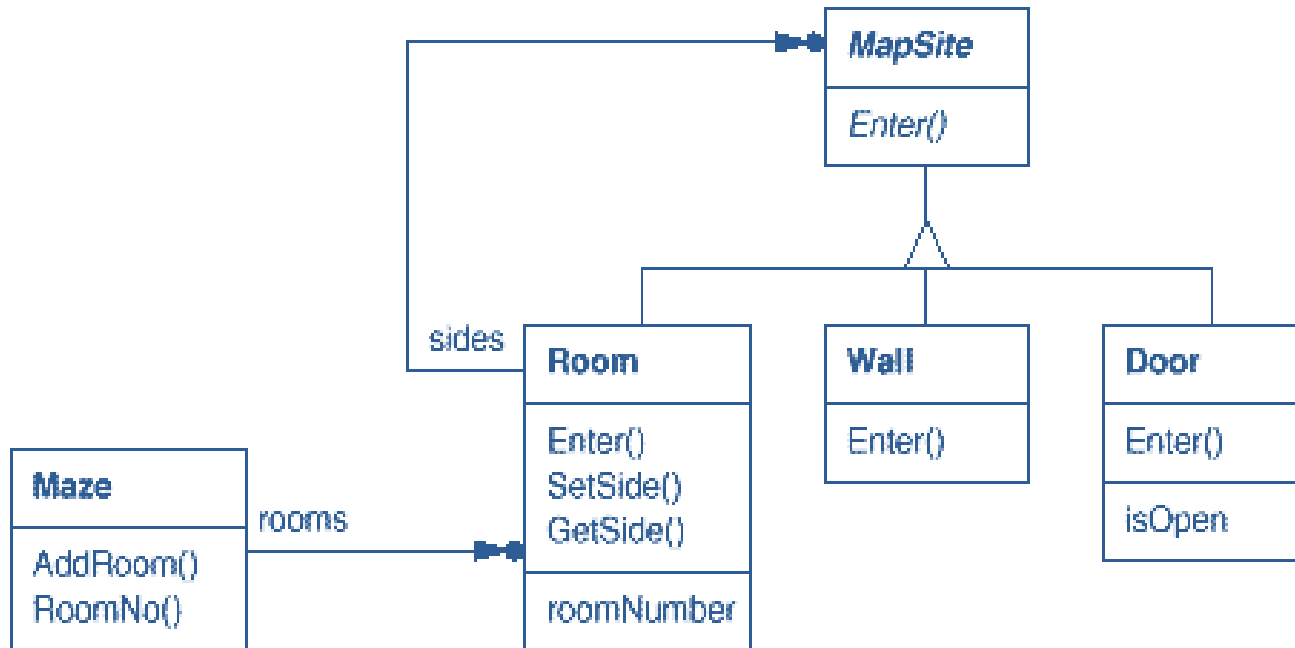 MapSite
Enter()
sides
Room
Enter()
SetSide()
GetSide()
roomNumber
Wall
Enter()
Door
Enter()
isOpen
Maze
AddRoom()
RoomNo()
rooms